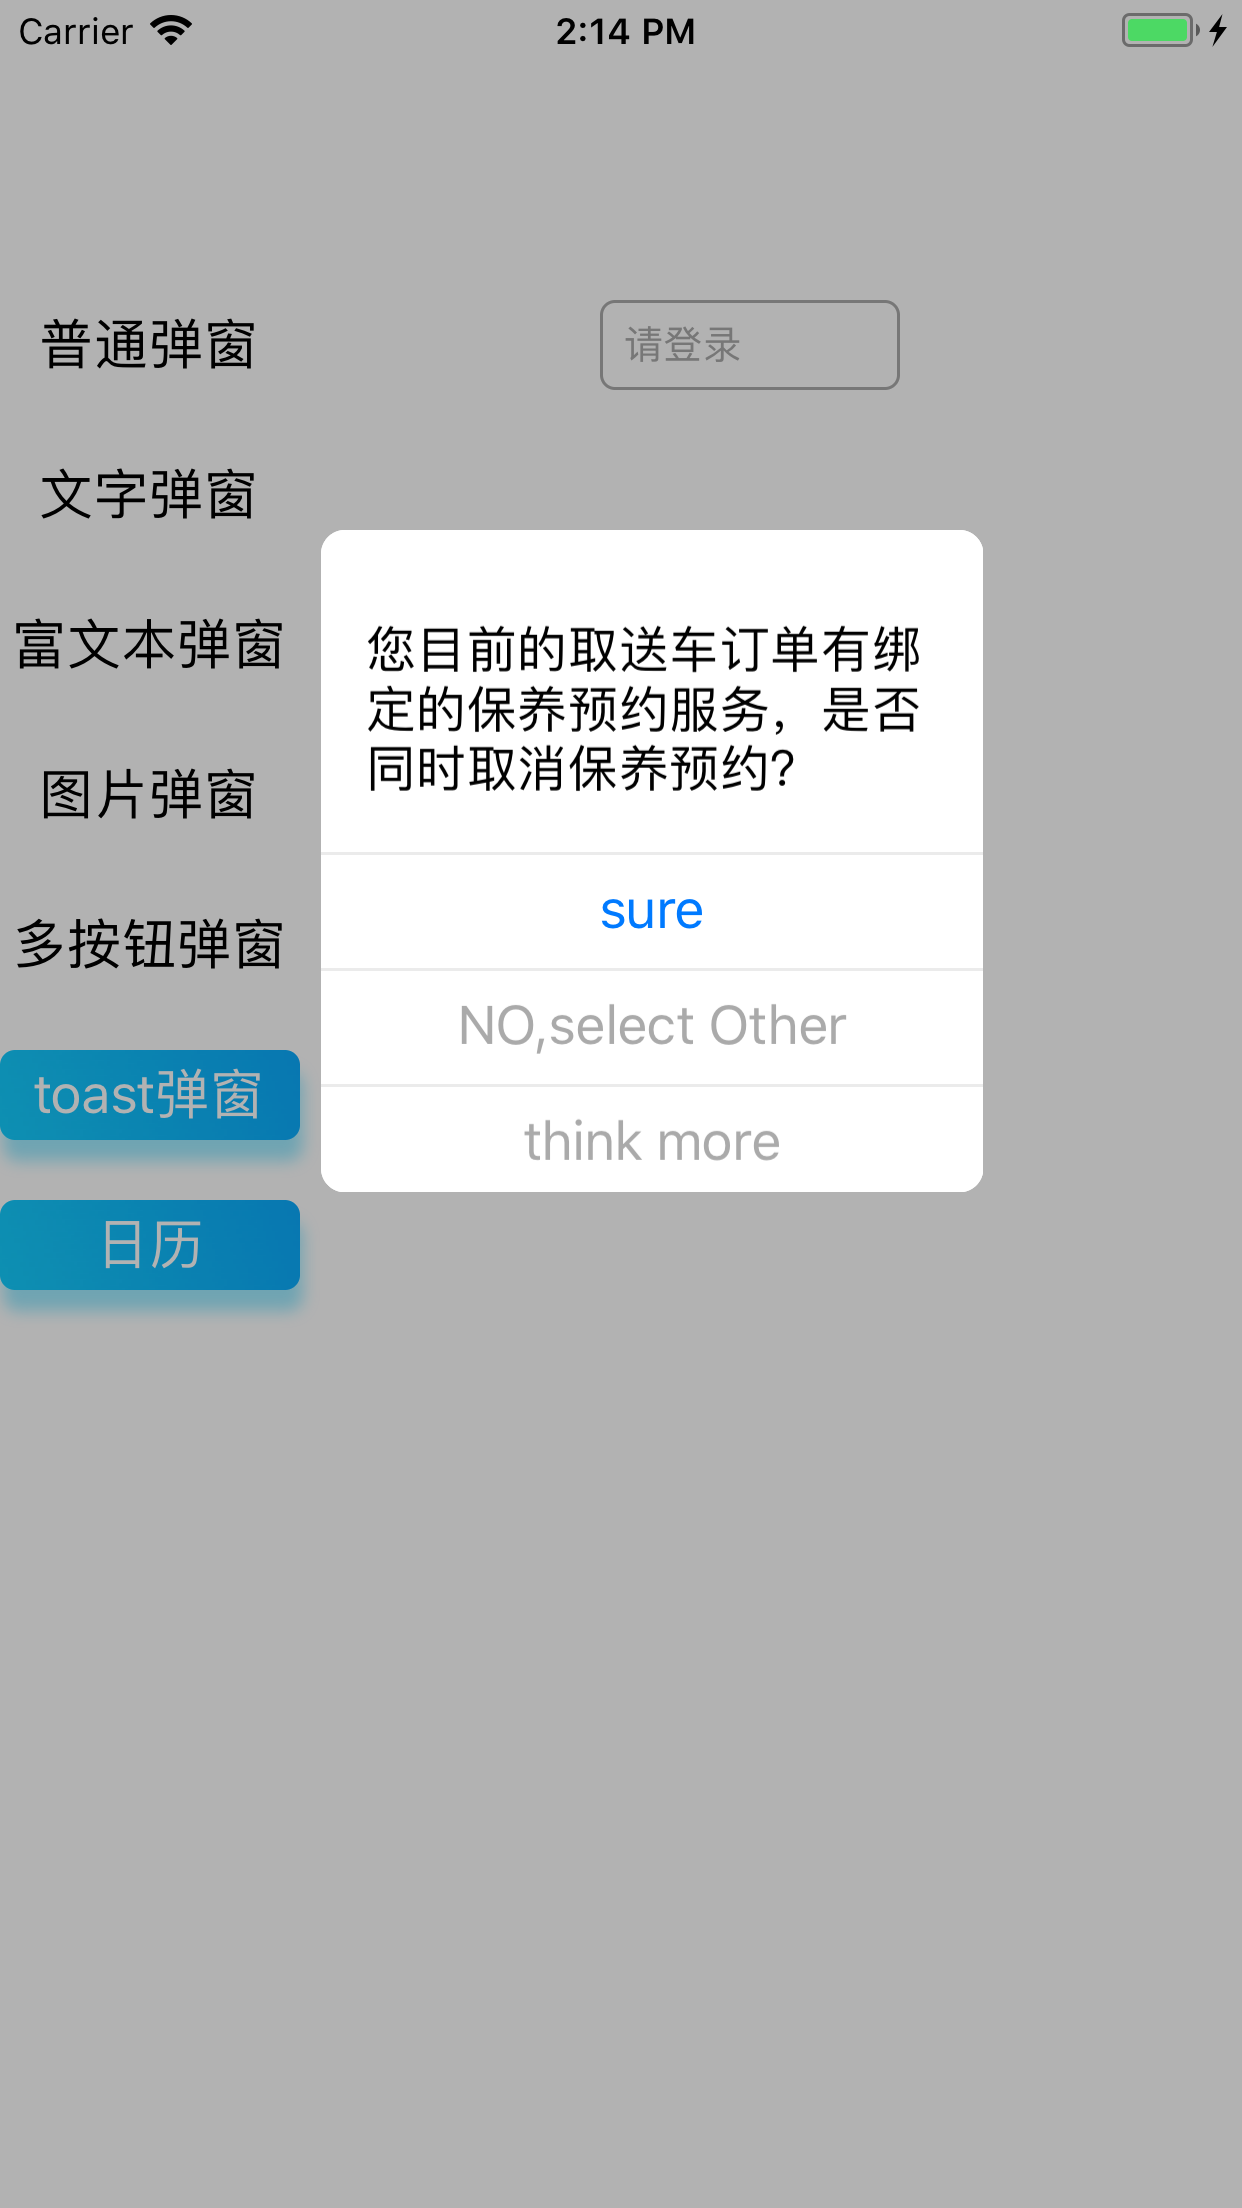 Carrier
2:14 PM
普通弹窗
请登录
文字弹窗
富文本弹窗
图片弹窗
多按钮弹窗
toast弹窗
日历
您目前的取送车订单有绑
定的保养预约服务，是否
同时取消保养预约?
sure
NO,select Other
think more